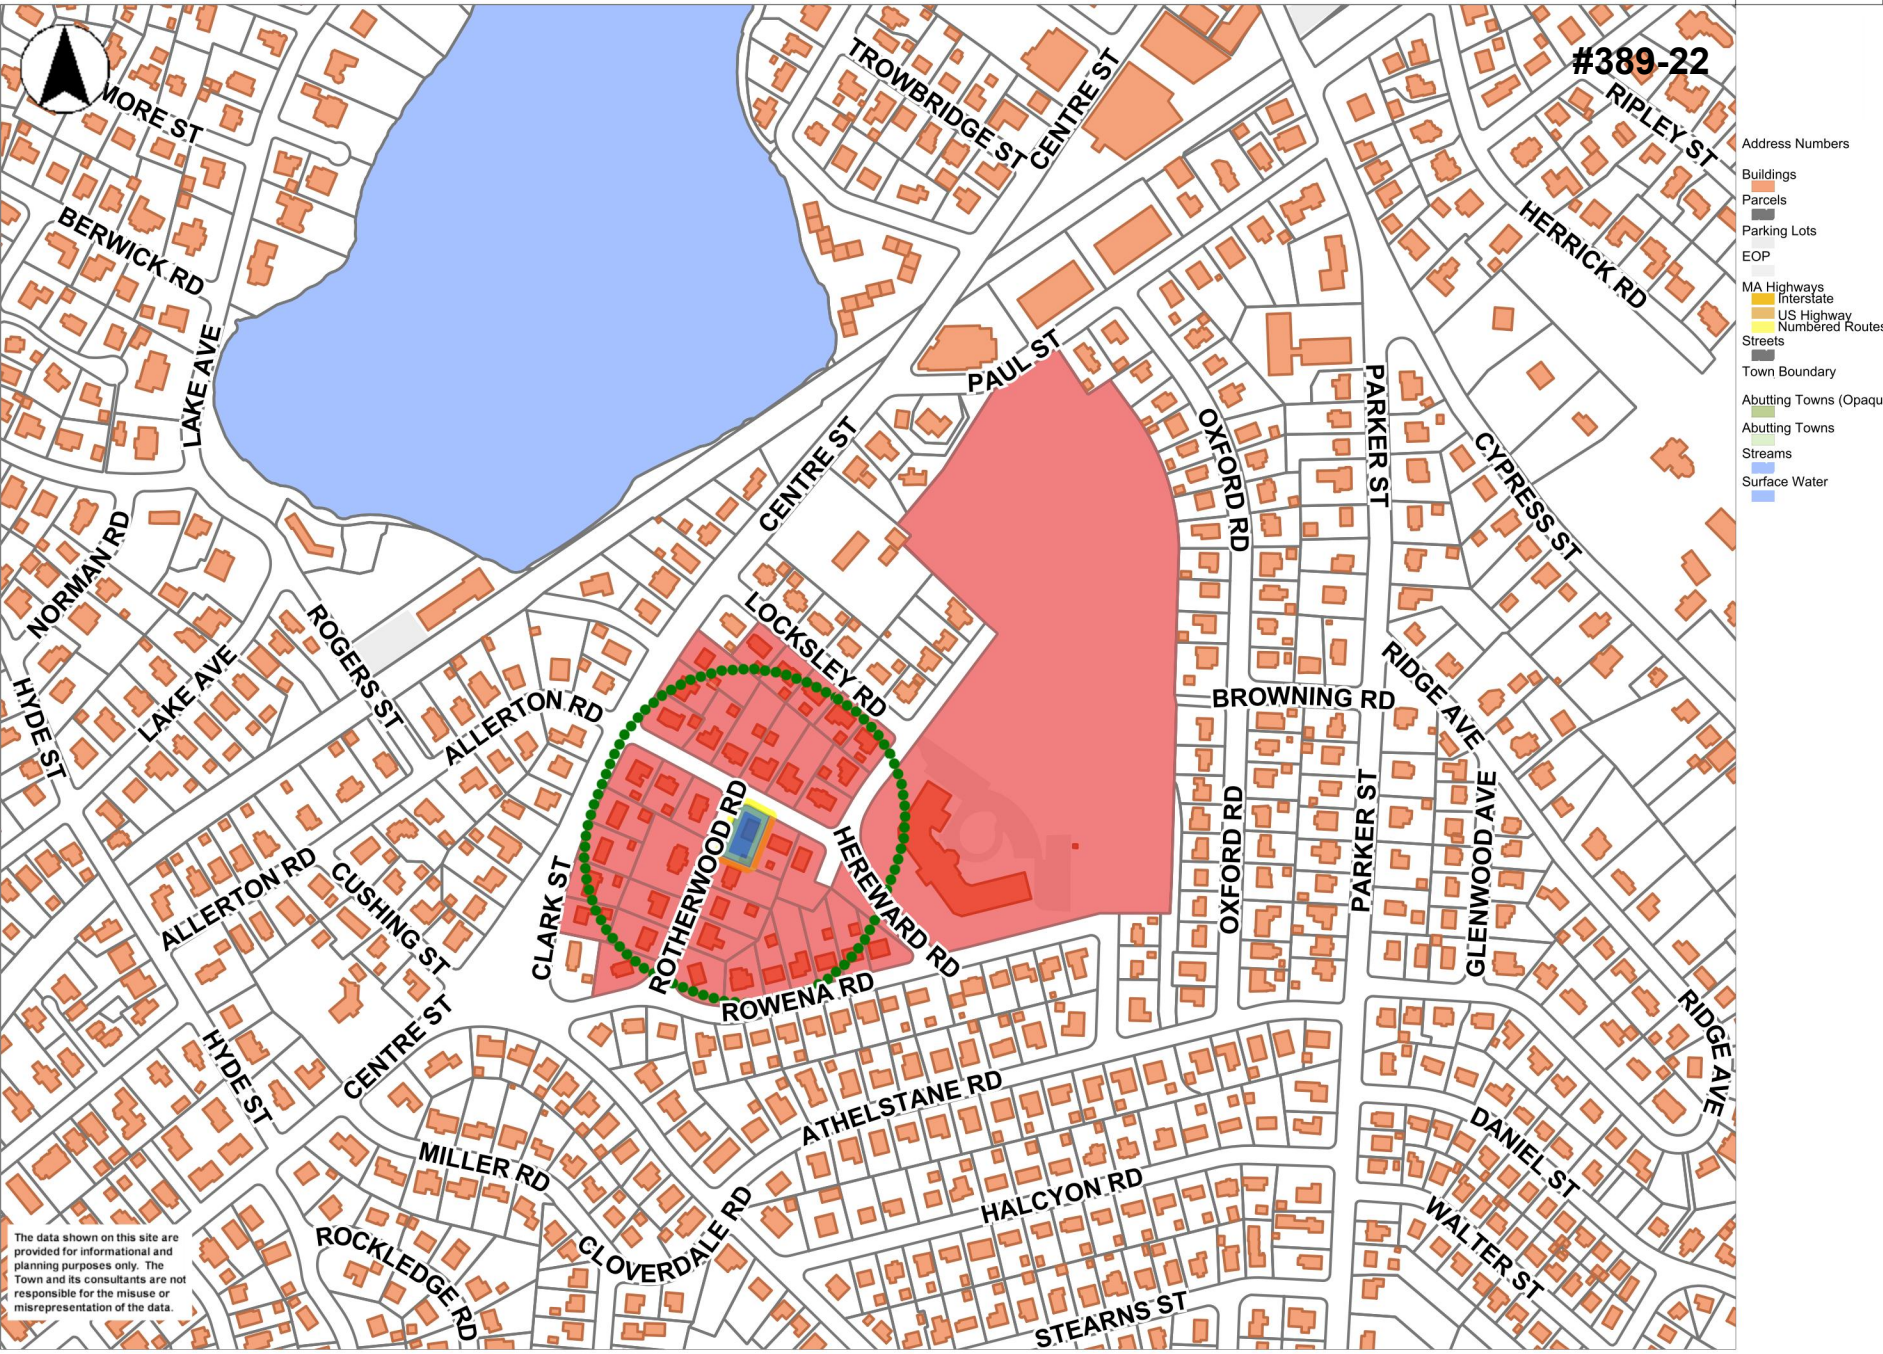 #389-22
MORE ST
TROWBRIDGE ST
CENTRE ST
RIPLEY ST
BERWICK RD
HERRICK RD
LAKE AVE
PAUL ST
CENTRE ST
OXFORD RD
PARKER ST
CYPRESS ST
NORMAN RD
ROGERS ST
LOCKSLEY RD
HYDE ST
LAKE AVE
ALLERTON RD
BROWNING RD
RIDGE AVE
ROTHERWOOD RD
HEREWARD RD
OXFORD RD
PARKER ST
GLENWOOD AVE
ALLERTON RD
CUSHING ST
CLARK ST
ROWENA RD
HYDE ST
CENTRE ST
RIDGE AVE
ATHELSTANE RD
MILLER RD
DANIEL ST
HALCYON RD
WALTER ST
ROCKLEDGE RD
CLOVERDALE RD
STEARNS ST
The data shown on this site are
provided for informational and
planning purposes only. The
Town and its consultants are not
responsible for the misuse or
misrepresentation of the data.
Address Numbers
Buildings
Parcels
Parking Lots
EOP
MA Highways
Interstate
US Highway
Numbered Routes
Streets
Town Boundary
Abutting Towns (Opaqu
Abutting Towns
Streams
Surface Water